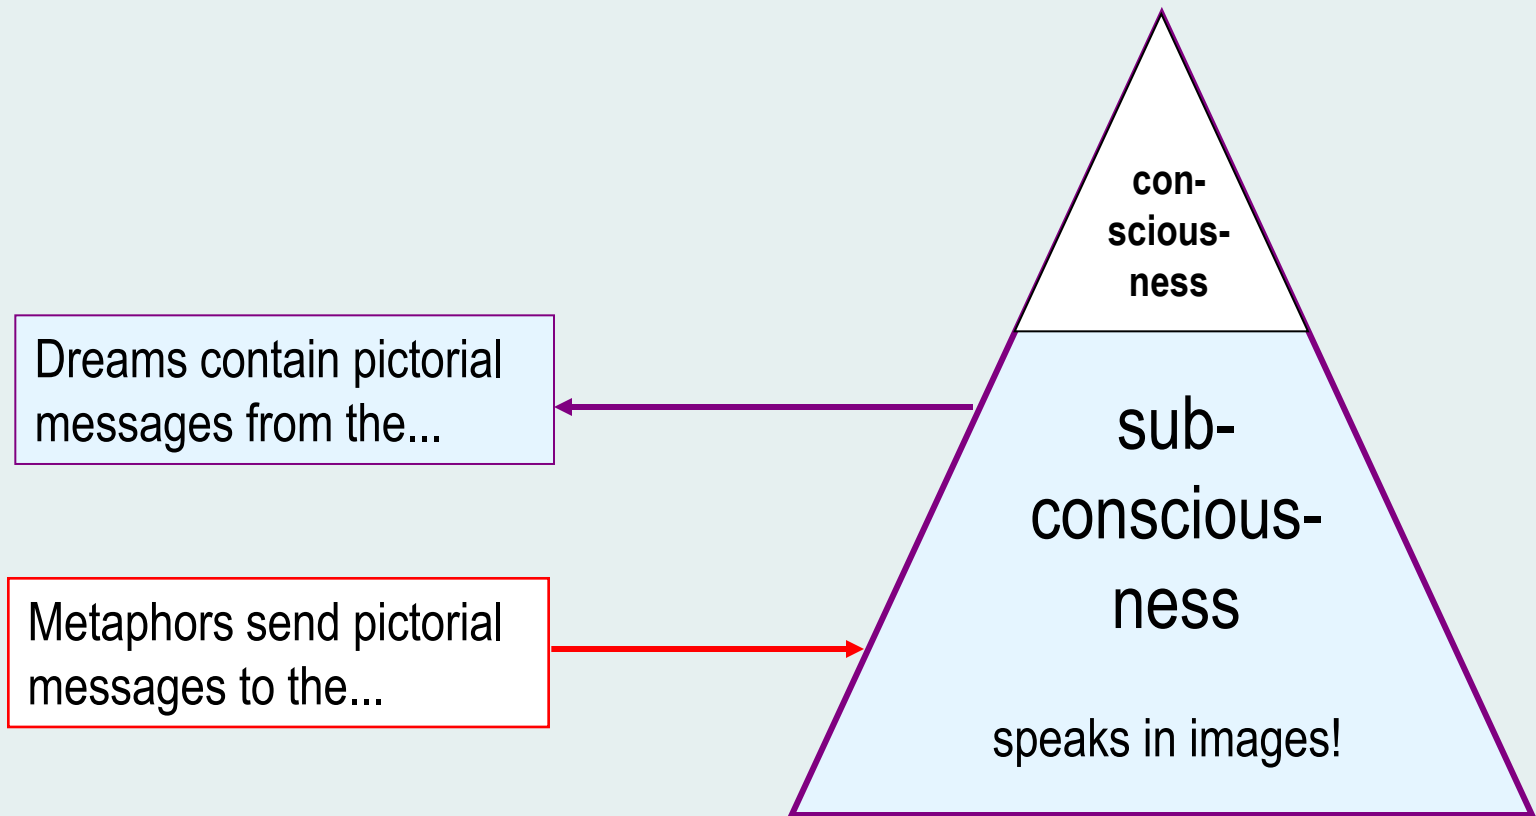 con-
scious-
ness
Dreams contain pictorial
messages from the...
sub-
conscious-
ness
Metaphors send pictorial
messages to the...
speaks in images!